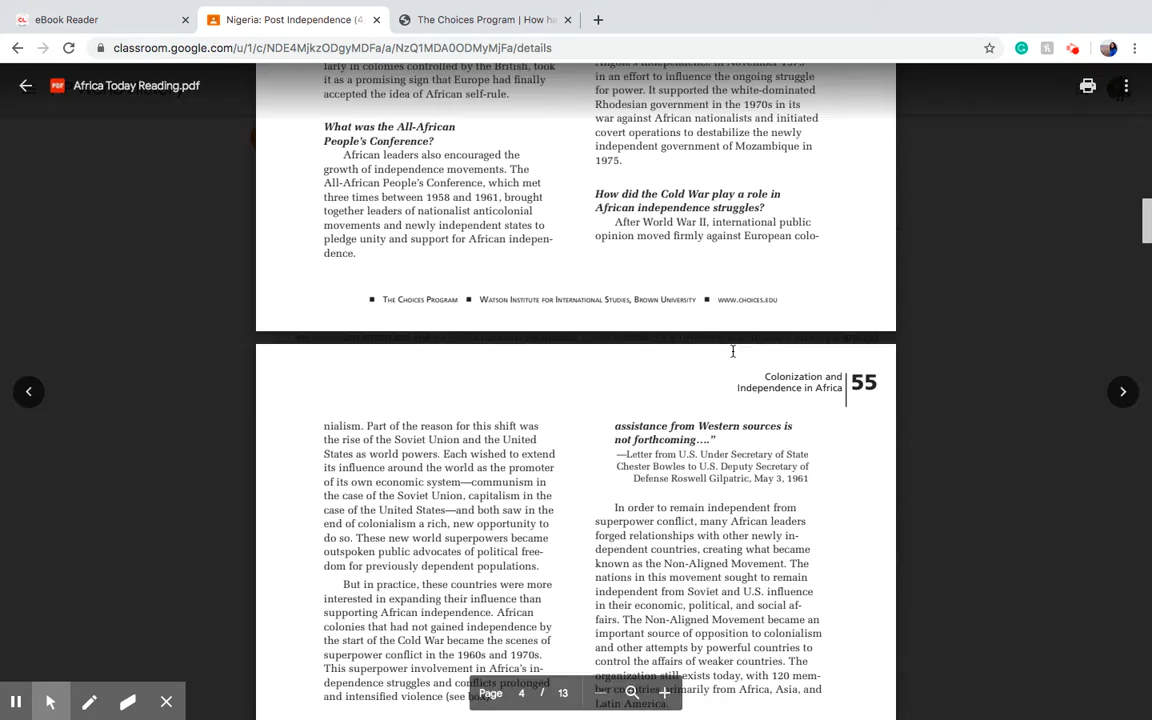 eBook Reader
Nigeria: Post Independence (4
The Choices Program | How ha
classroom.google.com/u/1/c/NDE4MjkzODgyMDFa/a/NzQ1MDA0ODMyMjFa/details
Africa Today Reading.pdf
larly in colonies controlled by the British, took
it as a promising sign that Europe had finally
accepted the idea of African self-rule.
What was the All-African
People's Conference?
African leaders also encouraged the
growth of independence movements. The
All-African People's Conference, which met
three times between 1958 and 1961, brought
together leaders of nationalist anticolonial
movements and newly independent states to
pledge unity and support for African indepen-
dence.
Angola's independence in November 1975
in an effort to influence the ongoing struggle
for power. It supported the white-dominated
Rhodesian government in the 1970s in its
war against African nationalists and initiated
covert operations to destabilize the newly
independent government of Mozambique in
1975.
How did the Cold War play a role in
African independence struggles?
After World War II, international public
opinion moved firmly against European colo-
■ The Choices Program ■ Watson Institute for International Studies, Brown University ■ www.choices.edu
Colonization and
Independence in Africa
55
nialism. Part of the reason for this shift was
the rise of the Soviet Union and the United
States as world powers. Each wished to extend
its influence around the world as the promoter
of its own economic system—communism in
the case of the Soviet Union, capitalism in the
case of the United States—and both saw in the
end of colonialism a rich, new opportunity to
do so. These new world superpowers became
outspoken public advocates of political free-
dom for previously dependent populations.
But in practice, these countries were more
interested in expanding their influence than
supporting African independence. African
colonies that had not gained independence by
the start of the Cold War became the scenes of
superpower conflict in the 1960s and 1970s.
This superpower involvement in Africa's in-
dependence struggles and conflicts prolonged
and intensified violence (see box)
assistance from Western sources is
not forthcoming...."
—Letter from U.S. Under Secretary of State
Chester Bowles to U.S. Deputy Secretary of
Defense Roswell Gilpatric, May 3, 1961
In order to remain independent from
superpower conflict, many African leaders
forged relationships with other newly in-
dependent countries, creating what became
known as the Non-Aligned Movement. The
nations in this movement sought to remain
independent from Soviet and U.S. influence
in their economic, political, and social af-
fairs. The Non-Aligned Movement became an
important source of opposition to colonialism
and other attempts by powerful countries to
control the affairs of weaker countries. The
organization still exists today, with 120 mem-
ber countries primarily from Africa, Asia, and
Latin America.
Page 4 / 13